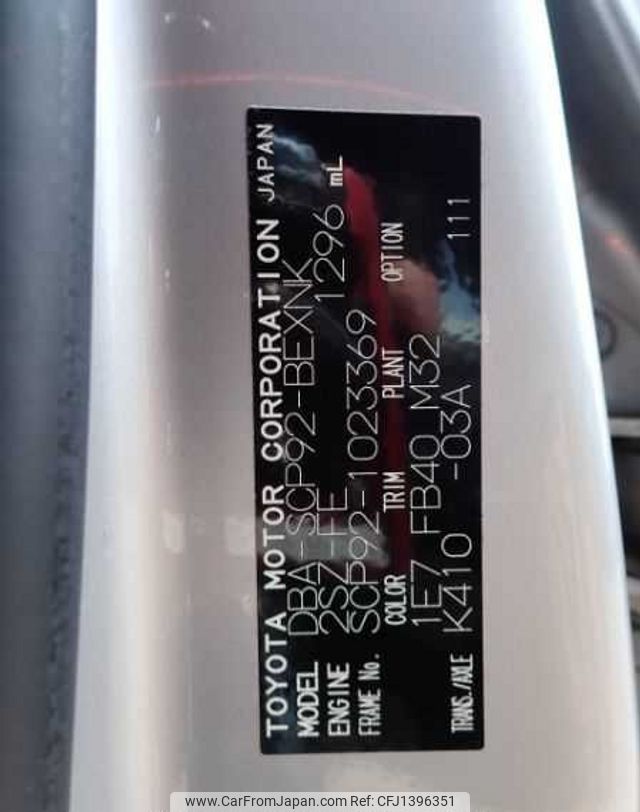 TOYOTA MOTOR CORPORATION JAPAN
MODEL DBA-SCP92-BEXNK
ENGINE 2SZ-FE 1296 mL
FRAME No. SCP92-1023369
COLOR TRIM PLANT OPTION
1E7 FB40 M32
TRANS./AXLE K410 -03A 111
www.CarFromJapan.com Ref: CFJ1396351